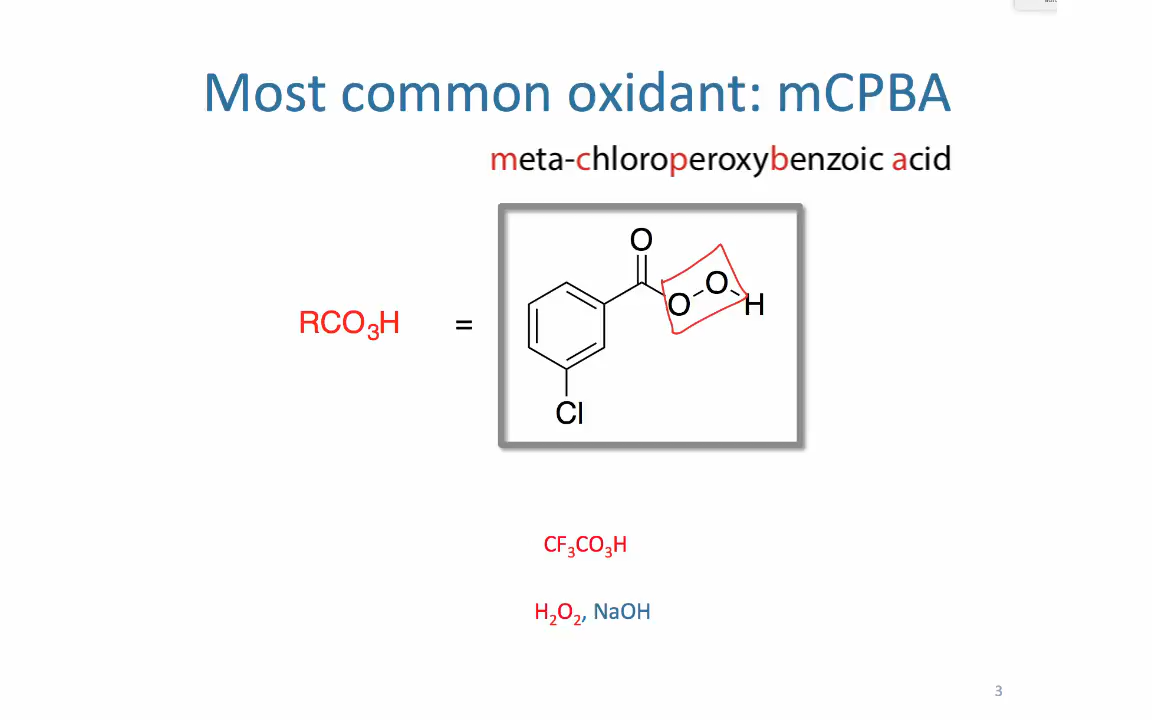 Most common oxidant: mCPBA
meta-chloroperoxybenzoic acid
O
O
O
H
RCO₃H =
Cl
CF₃CO₃H
H₂O₂, NaOH
3